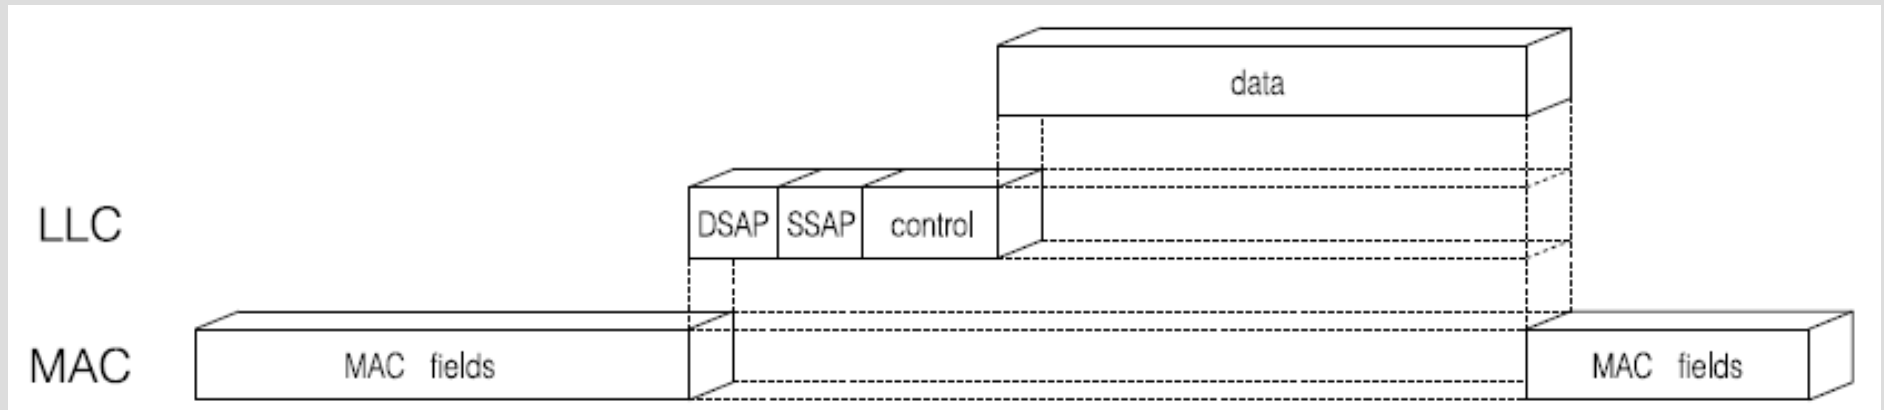 data
LLC
DSAP
SSAP
control
MAC
MAC fields
MAC fields